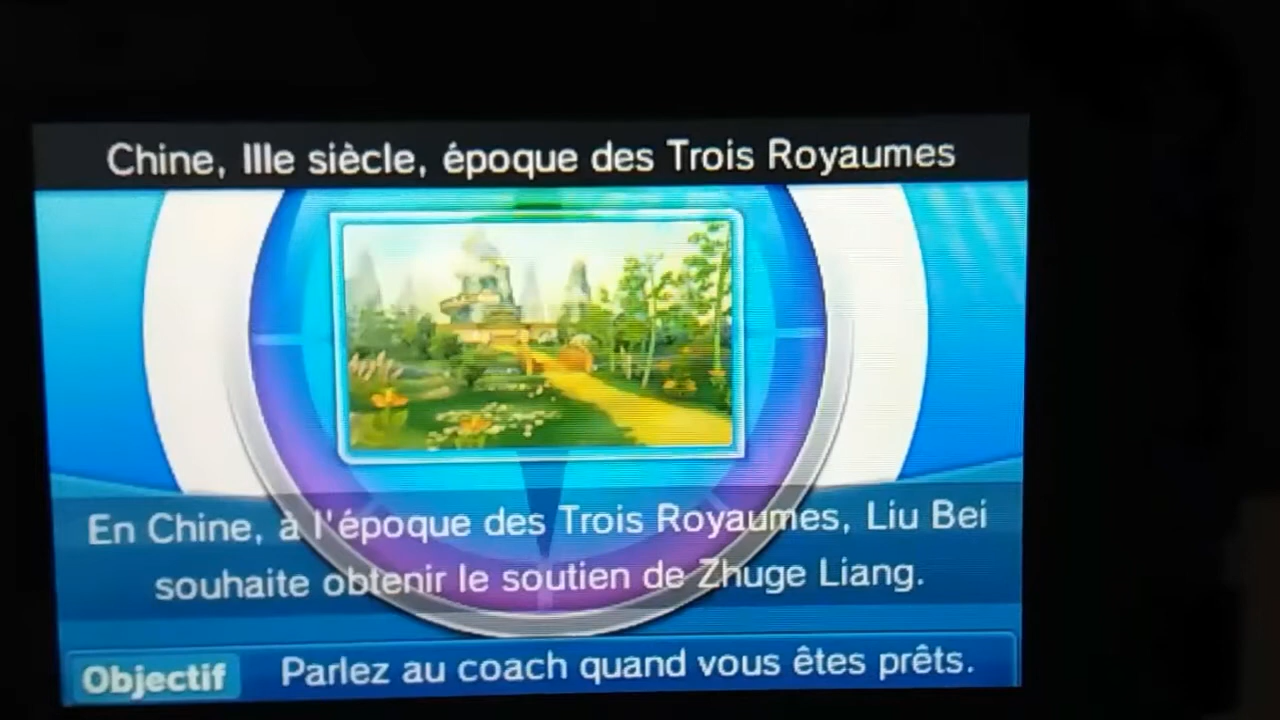 Chine, IIIe siècle, époque des Trois Royaumes
En Chine, à l'époque des Trois Royaumes, Liu Bei
souhaite obtenir le soutien de Zhuge Liang.
Objectif Parlez au coach quand vous êtes prêts.